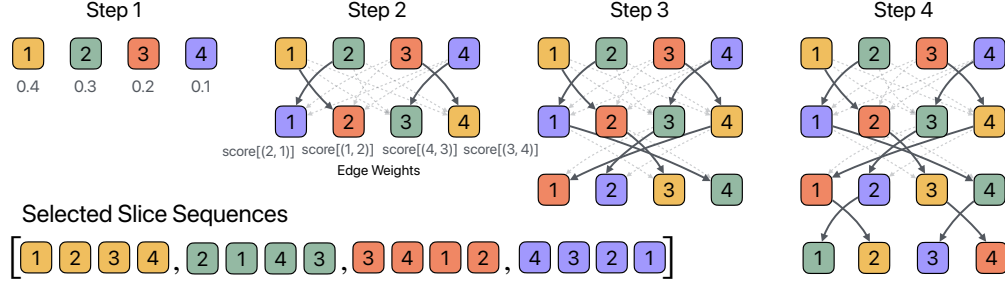 Step 1
1 2 3 4
0.4 0.3 0.2 0.1
Step 2
1 2 3 4
1 2 3 4
score[(2, 1)] score[(1, 2)] score[(4, 3)] score[(3, 4)]
Edge Weights
Step 3
1 2 3 4
1 2 3 4
1 2 3 4
Step 4
1 2 3 4
1 2 3 4
1 2 3 4
1 2 3 4
Selected Slice Sequences
[1 2 3 4, 2 1 4 3, 3 4 1 2, 4 3 2 1]